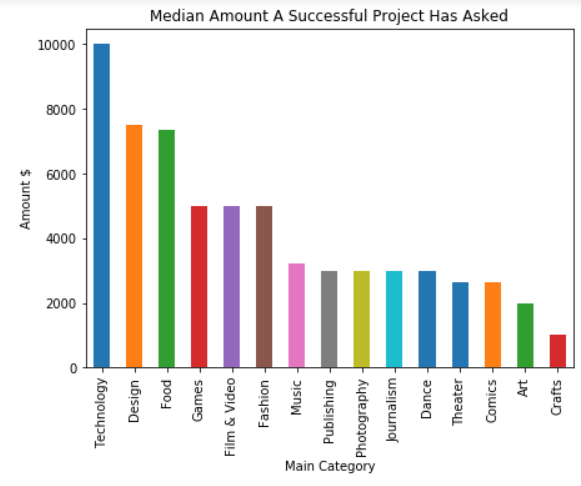 Median Amount A Successful Project Has Asked
10000
8000
6000
4000
2000
0
Amount $
Technology
Design
Food
Games
Film & Video
Fashion
Music
Publishing
Photography
Journalism
Dance
Theater
Comics
Art
Crafts
Main Category